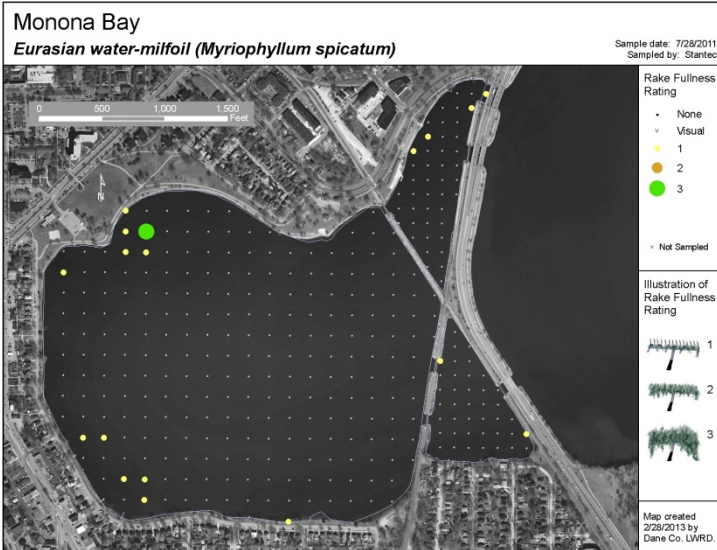 Monona Bay
Eurasian water-milfoil (Myriophyllum spicatum)
Sample date: 7/28/2011
Sampled by: Stantec
0 500 1,000 1,500
Feet
N
Rake Fullness
Rating
None
Visual
1
2
3
Not Sampled
Illustration of
Rake Fullness
Rating
1
2
3
Map created
2/28/2013 by
Dane Co. LWRD.